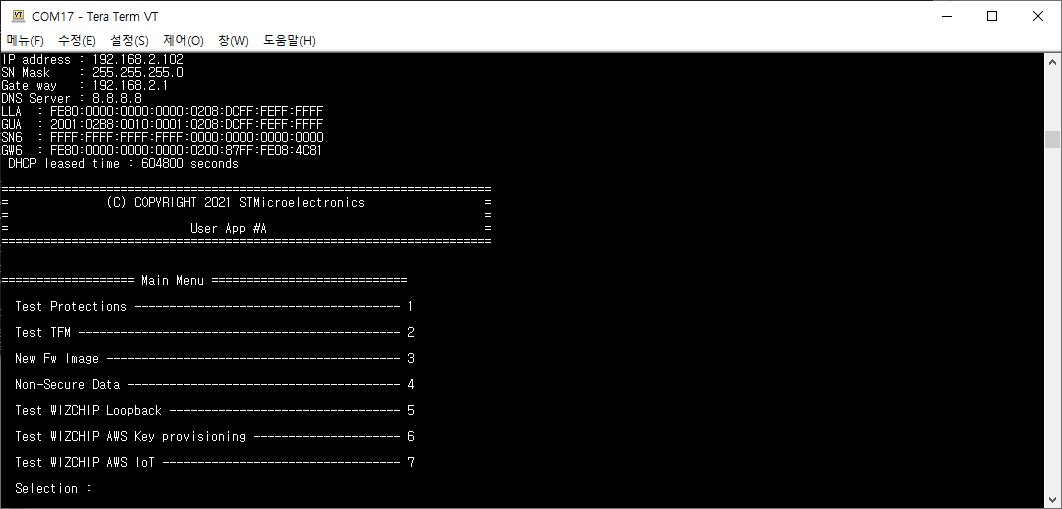 COM17 - Tera Term VT
메뉴(F) 수정(E) 설정(S) 제어(O) 창(W) 도움말(H)
IP address : 192.168.2.102
SN Mask    : 255.255.255.0
Gate way   : 192.168.2.1
DNS Server : 8.8.8.8
LLA  : FE80:0000:0000:0000:0208:DCFF:FEFF:FFFF
GUA  : 2001:02B8:0010:0001:0208:DCFF:FEFF:FFFF
SN6  : FFFF:FFFF:FFFF:FFFF:0000:0000:0000:0000
GW6  : FE80:0000:0000:0000:0200:87FF:FE08:4C81
 DHCP leased time : 604800 seconds
======================================================================
=              (C) COPYRIGHT 2021 STMicroelectronics                 =
=                                                                    =
=                          User App #A                               =
======================================================================
=================== Main Menu ============================
  Test Protections -------------------------------------- 1
  Test TFM ---------------------------------------------- 2
  New Fw Image ------------------------------------------ 3
  Non-Secure Data --------------------------------------- 4
  Test WIZCHIP Loopback --------------------------------- 5
  Test WIZCHIP AWS Key provisioning --------------------- 6
  Test WIZCHIP AWS IoT ---------------------------------- 7
  Selection :